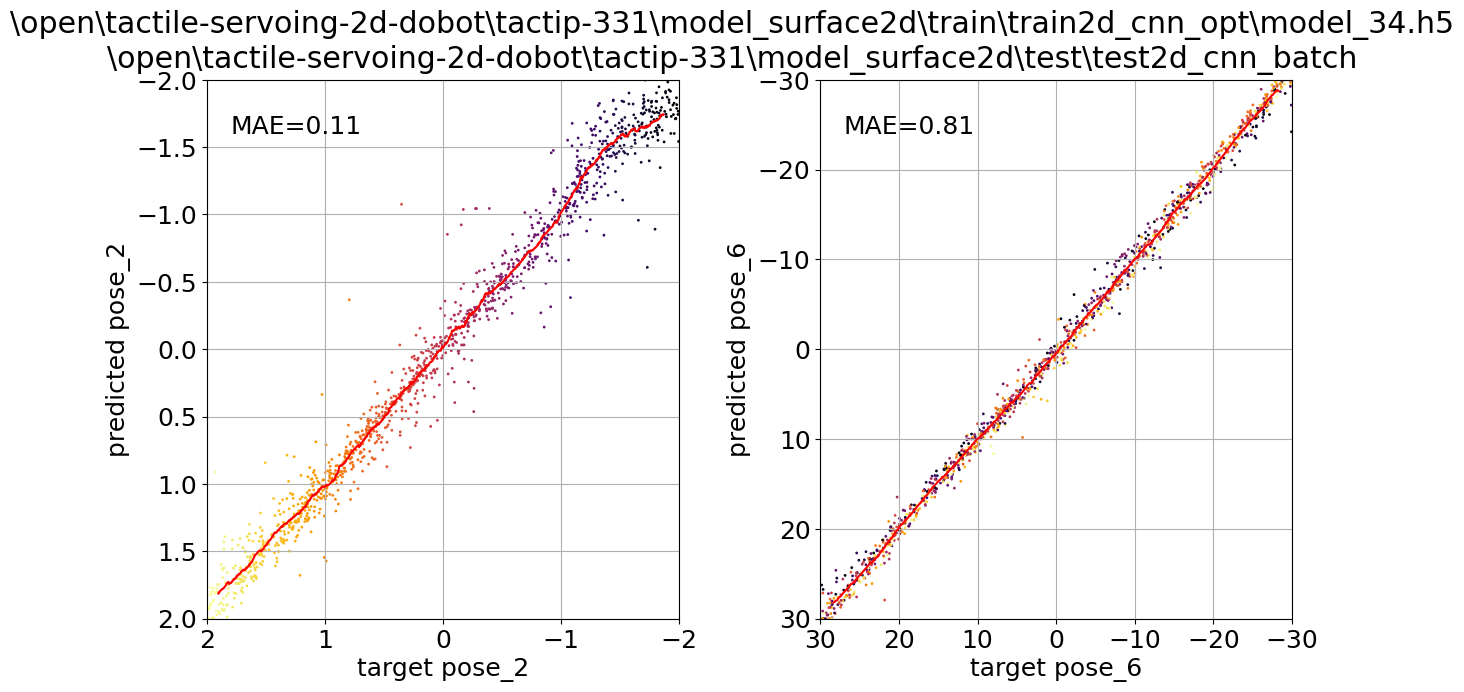 \open\tactile-servoing-2d-dobot\tactip-331\model_surface2d\train\train2d_cnn_opt\model_34.h5
\open\tactile-servoing-2d-dobot\tactip-331\model_surface2d\test\test2d_cnn_batch
MAE=0.11
predicted pose_2
−2.0
−1.5
−1.0
−0.5
0.0
0.5
1.0
1.5
2.0
2 1 0 −1 −2
target pose_2
MAE=0.81
predicted pose_6
−30
−20
−10
0
10
20
30
30 20 10 0 −10 −20 −30
target pose_6